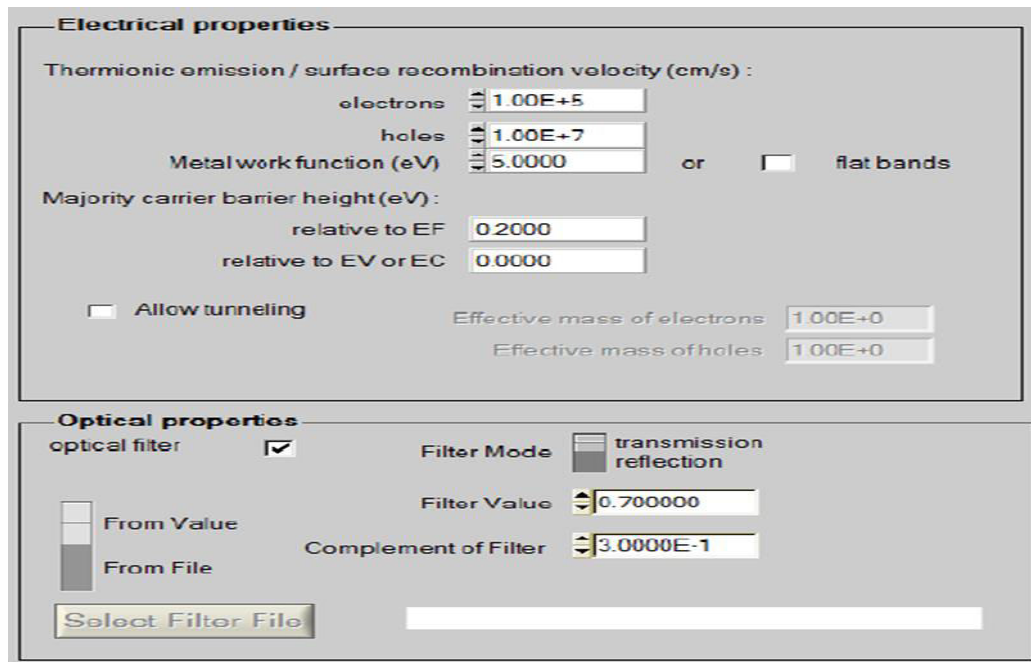 Electrical properties
Thermionic emission / surface recombination velocity (cm/s) :
electrons 1.00E+5
holes 1.00E+7
Metal work function (eV) 5.0000 or flat bands
Majority carrier barrier height (eV) :
relative to EF 0.2000
relative to EV or EC 0.0000
Allow tunneling
Effective mass of electrons 1.00E+0
Effective mass of holes 1.00E+0
Optical properties
optical filter
Filter Mode transmission
reflection
From Value
From File
Filter Value 0.700000
Complement of Filter 3.0000E-1
Select Filter File